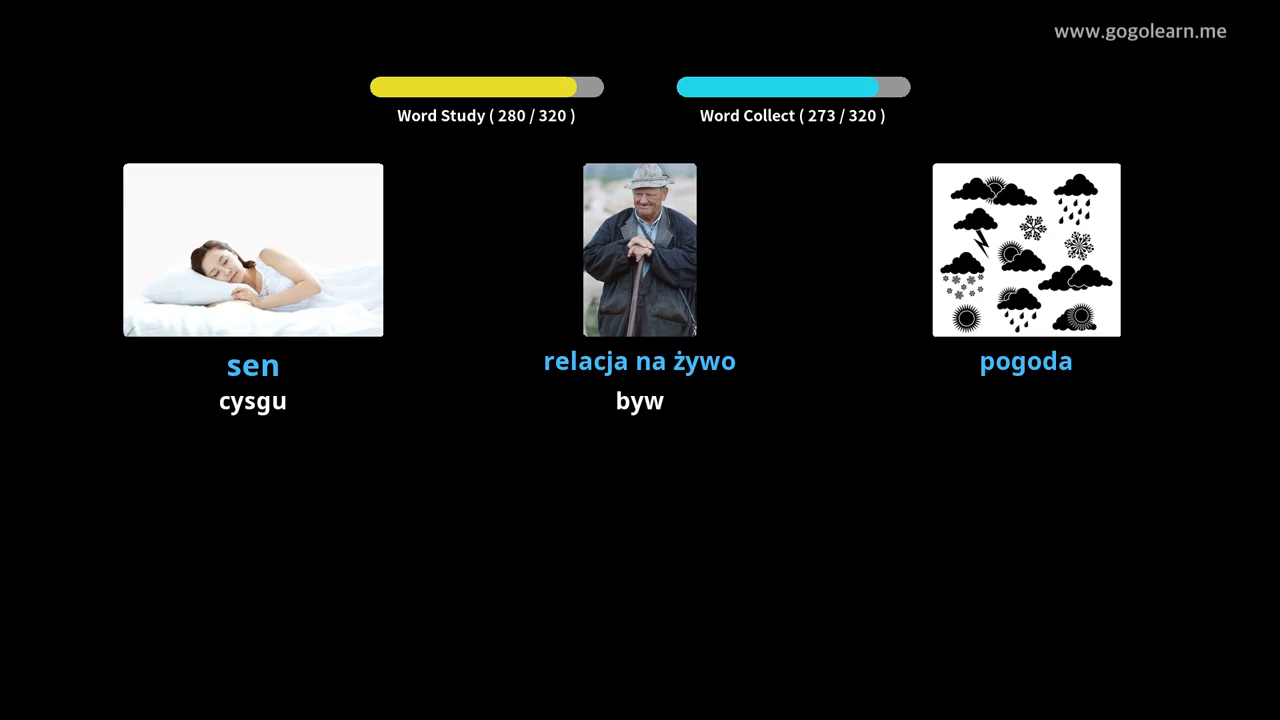 www.gogolearn.me
Word Study ( 280 / 320 )
Word Collect ( 273 / 320 )
sen
relacja na żywo
pogoda
cysgu
byw